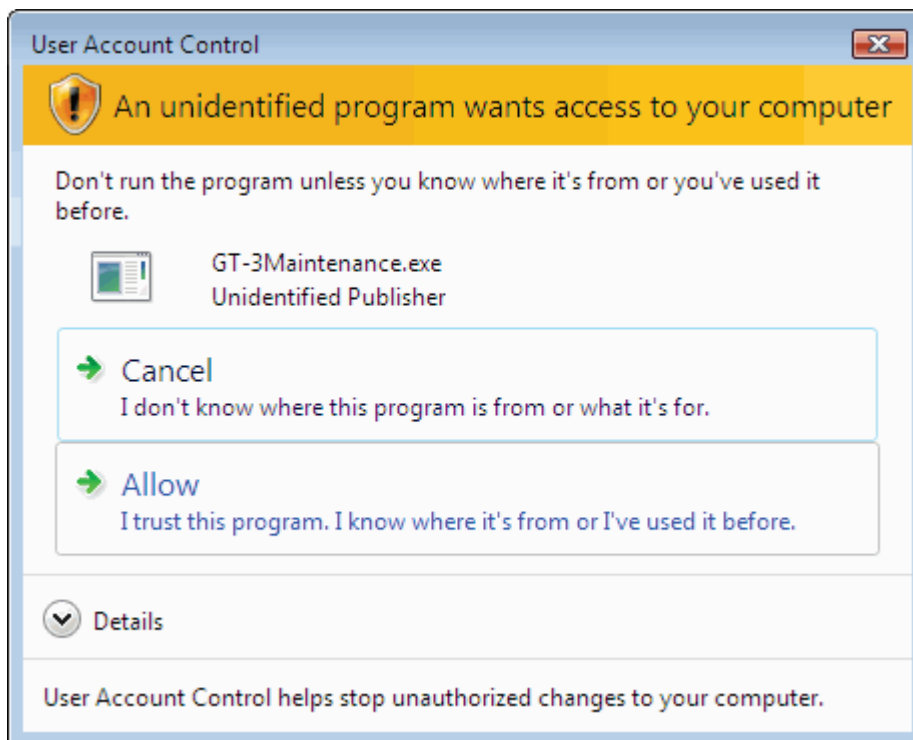 User Account Control
An unidentified program wants access to your computer
Don't run the program unless you know where it's from or you've used it
before.
GT-3Maintenance.exe
Unidentified Publisher
Cancel
I don't know where this program is from or what it's for.
Allow
I trust this program. I know where it's from or I've used it before.
Details
User Account Control helps stop unauthorized changes to your computer.